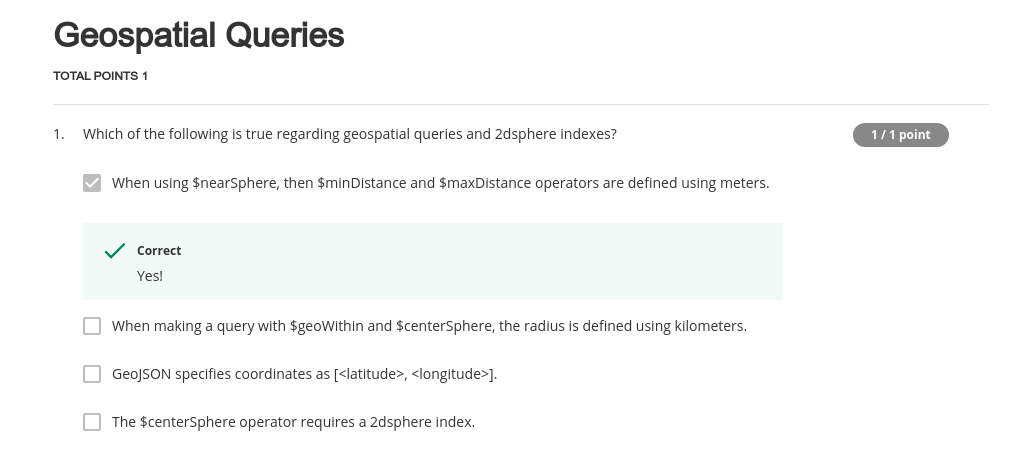 Geospatial Queries
TOTAL POINTS 1
1. Which of the following is true regarding geospatial queries and 2dsphere indexes? 1 / 1 point
When using $nearSphere, then $minDistance and $maxDistance operators are defined using meters.
Correct
Yes!
When making a query with $geoWithin and $centerSphere, the radius is defined using kilometers.
GeoJSON specifies coordinates as [<latitude>, <longitude>].
The $centerSphere operator requires a 2dsphere index.